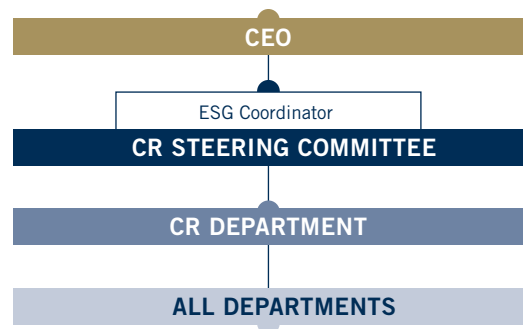 CEO
ESG Coordinator
CR STEERING COMMITTEE
CR DEPARTMENT
ALL DEPARTMENTS